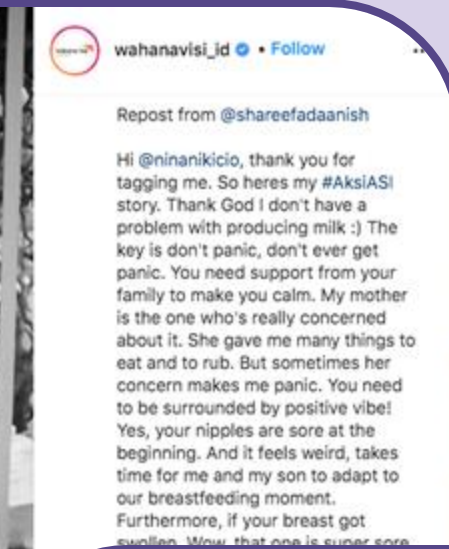 wahanavisi_id • Follow
Repost from @shareefadaanish
Hi @ninanikicio, thank you for
tagging me. So heres my #AksiASI
story. Thank God I don't have a
problem with producing milk :) The
key is don't panic, don't ever get
panic. You need support from your
family to make you calm. My mother
is the one who's really concerned
about it. She gave me many things to
eat and to rub. But sometimes her
concern makes me panic. You need
to be surrounded by positive vibe!
Yes, your nipples are sore at the
beginning. And it feels weird, takes
time for me and my son to adapt to
our breastfeeding moment.
Furthermore, if your breast got
swollen. Wow, that one is super sore